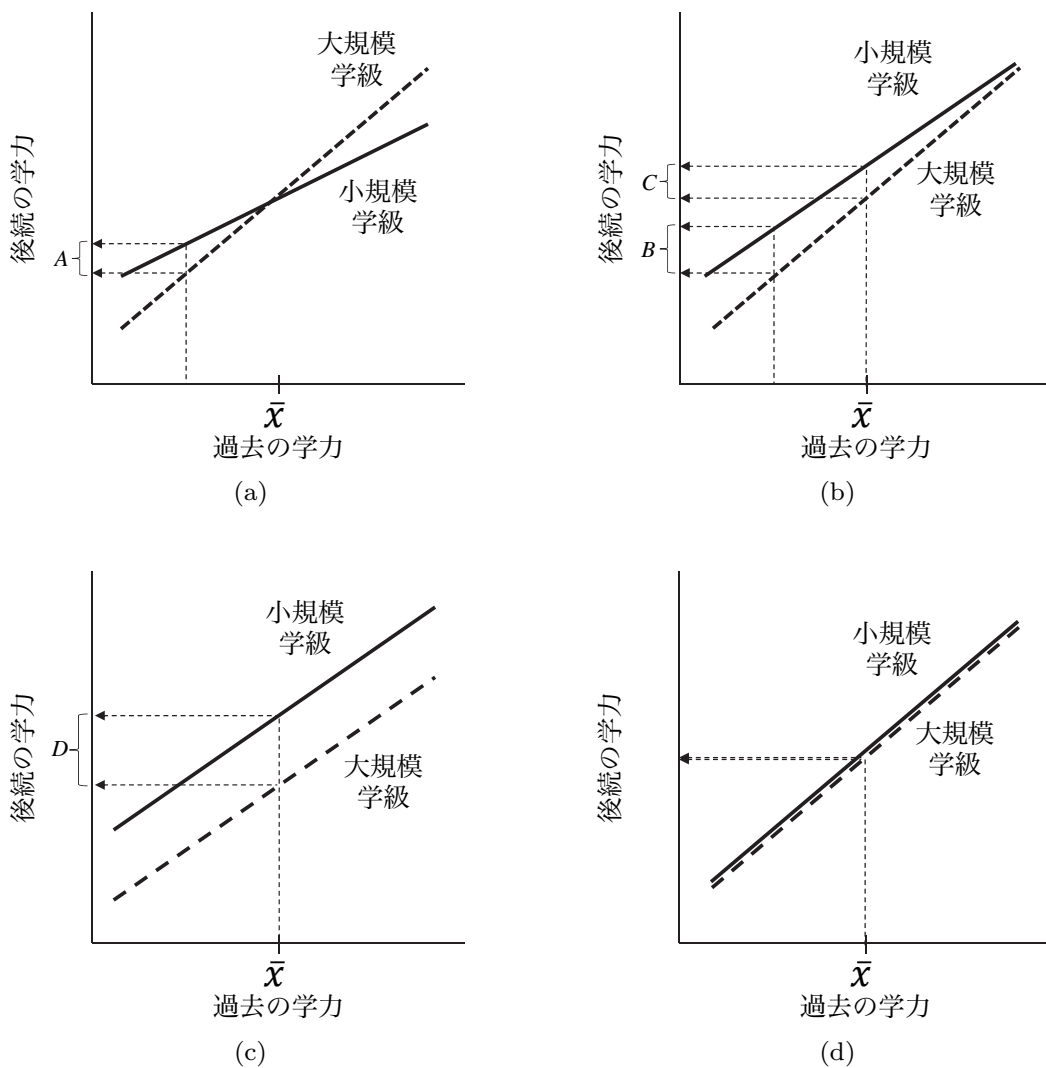 大規模
学級
後続の学力
A
小規模
学級
x̄
過去の学力
(a)
小規模
学級
後続の学力
C
B
大規模
学級
x̄
過去の学力
(b)
小規模
学級
後続の学力
D
大規模
学級
x̄
過去の学力
(c)
小規模
学級
後続の学力
大規模
学級
x̄
過去の学力
(d)